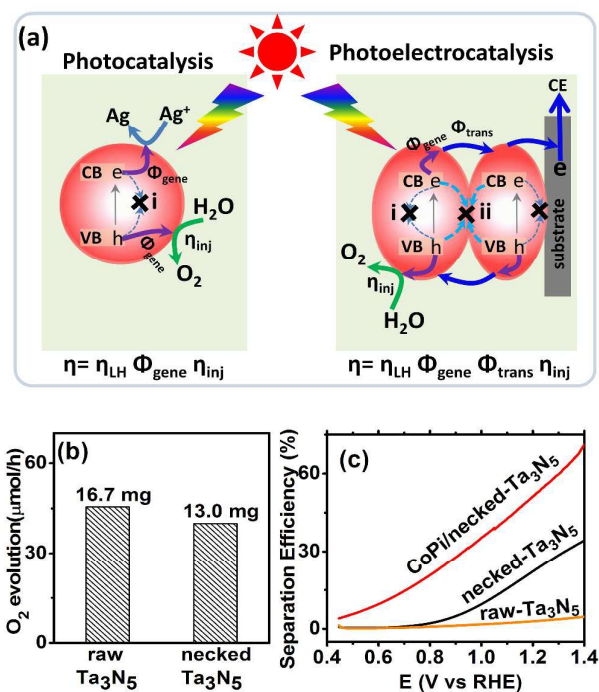 (a)
Photocatalysis
Photoelectrocatalysis
Ag Ag⁺
CB e Φgene
i
VB h
Φgene
H₂O
ηinj
O₂
η= ηLH Φgene ηinj
CE
Φgene Φtrans
e
CB e CB e
i ii
VB h VB h
substrate
O₂
ηinj
H₂O
η= ηLH Φgene Φtrans ηinj
(b)
O₂ evolution(μmol/h)
60
30
0
16.7 mg
13.0 mg
raw
Ta₃N₅
necked
Ta₃N₅
(c)
Separation Efficiency (%)
60
30
0
CoPi/necked-Ta₃N₅
necked-Ta₃N₅
raw-Ta₃N₅
0.4 0.6 0.8 1.0 1.2 1.4
E (V vs RHE)